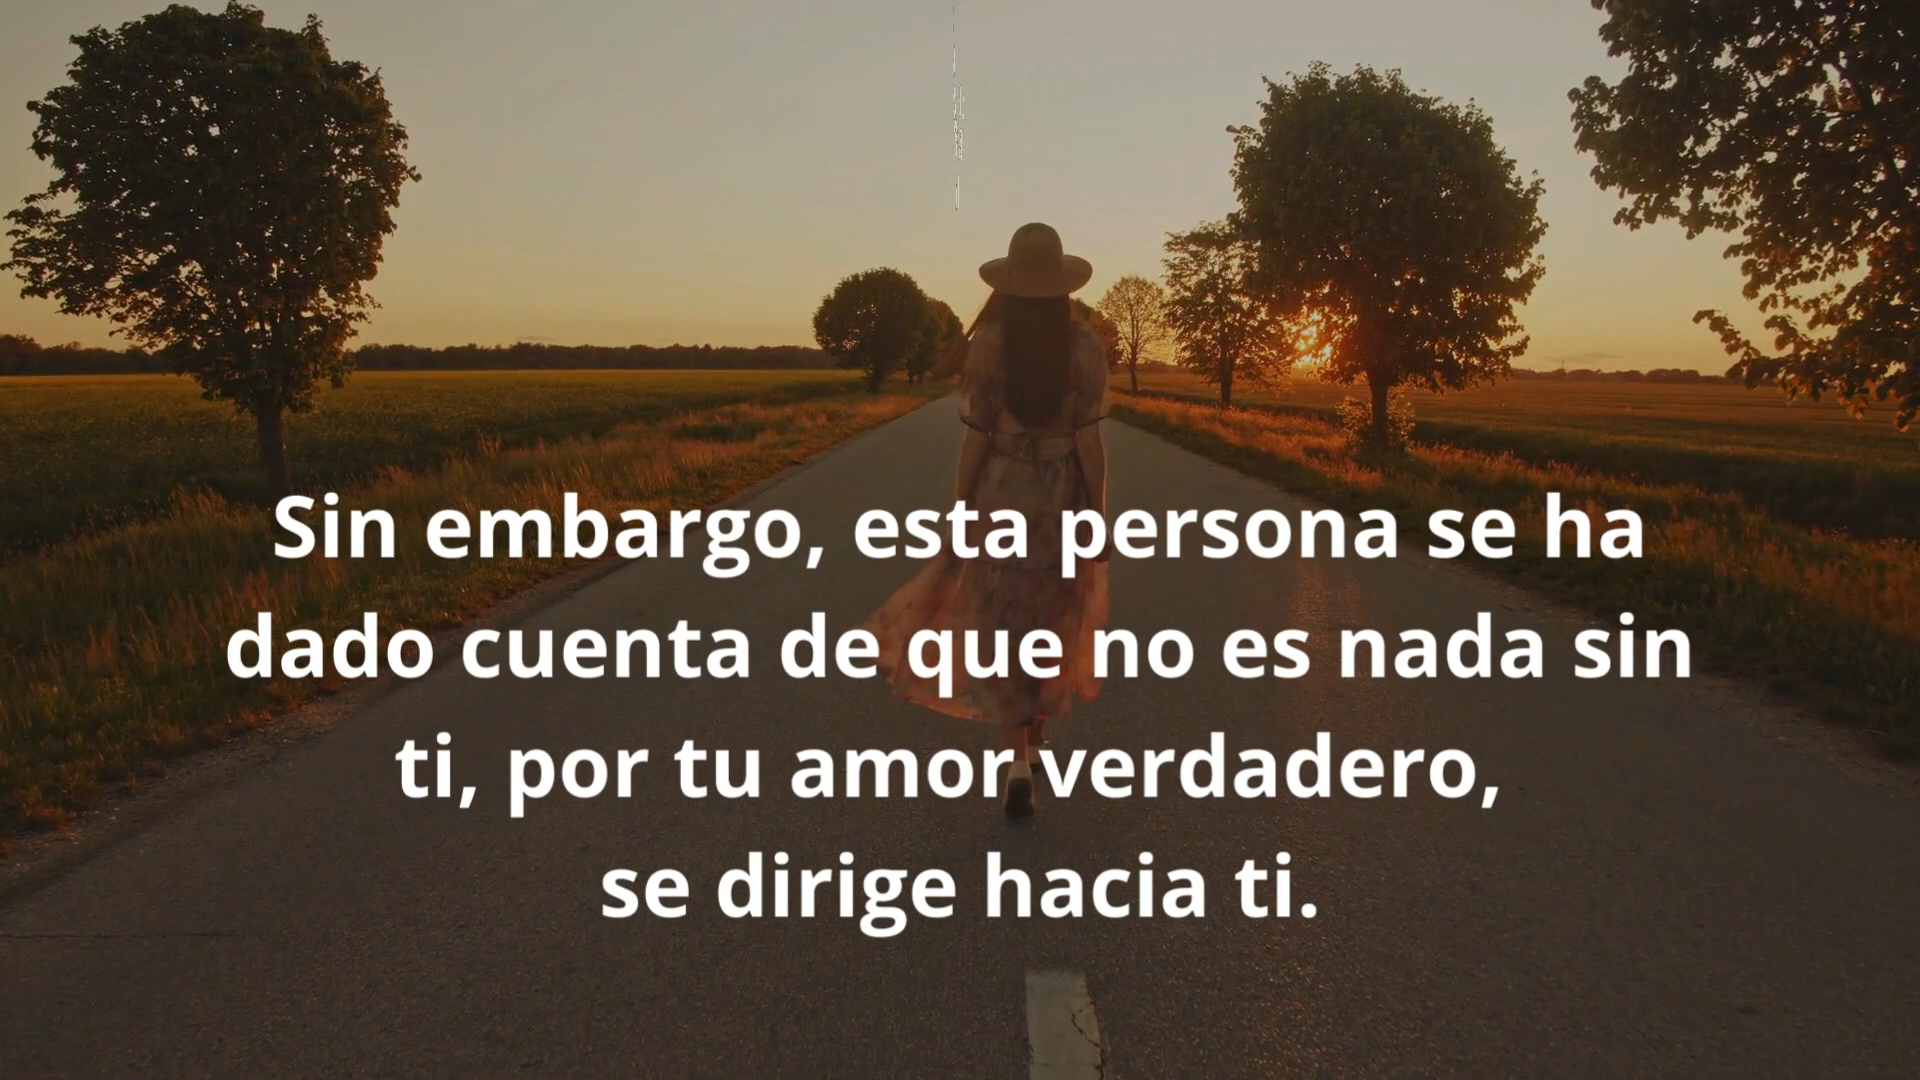 Sin embargo, esta persona se ha
dado cuenta de que no es nada sin
ti, por tu amor verdadero,
se dirige hacia ti.